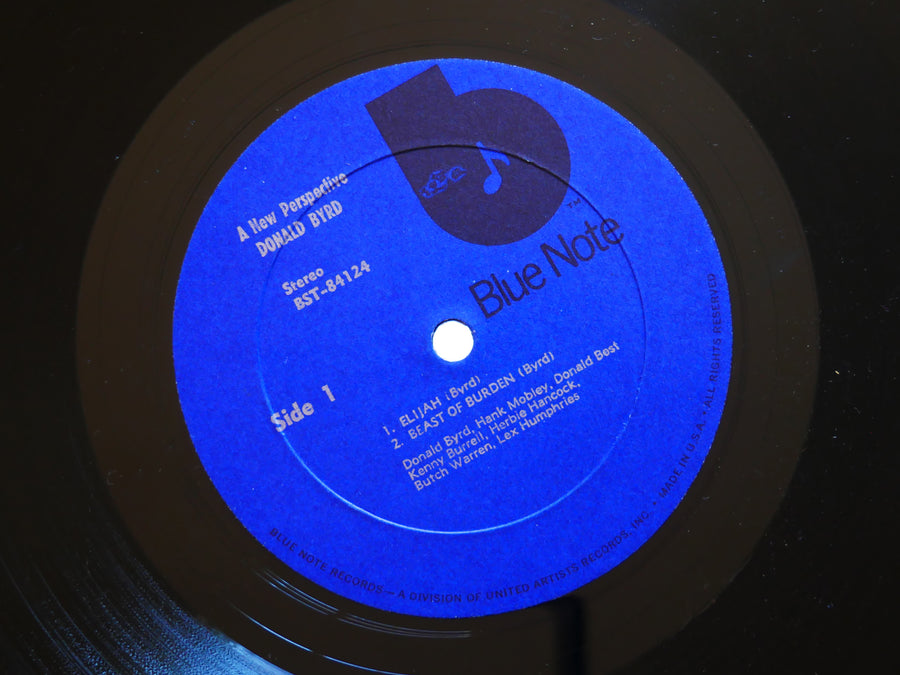 A New Perspective
DONALD BYRD
Stereo
BST-84124
b
TM
Blue Note
Side 1
1. ELIJAH (Byrd)
2. BEAST OF BURDEN (Byrd)
Donald Byrd, Hank Mobley, Donald Best
Kenny Burrell, Herbie Hancock,
Butch Warren, Lex Humphries
BLUE NOTE RECORDS — A DIVISION OF UNITED ARTISTS RECORDS, INC. • MADE IN U.S.A. • ALL RIGHTS RESERVED